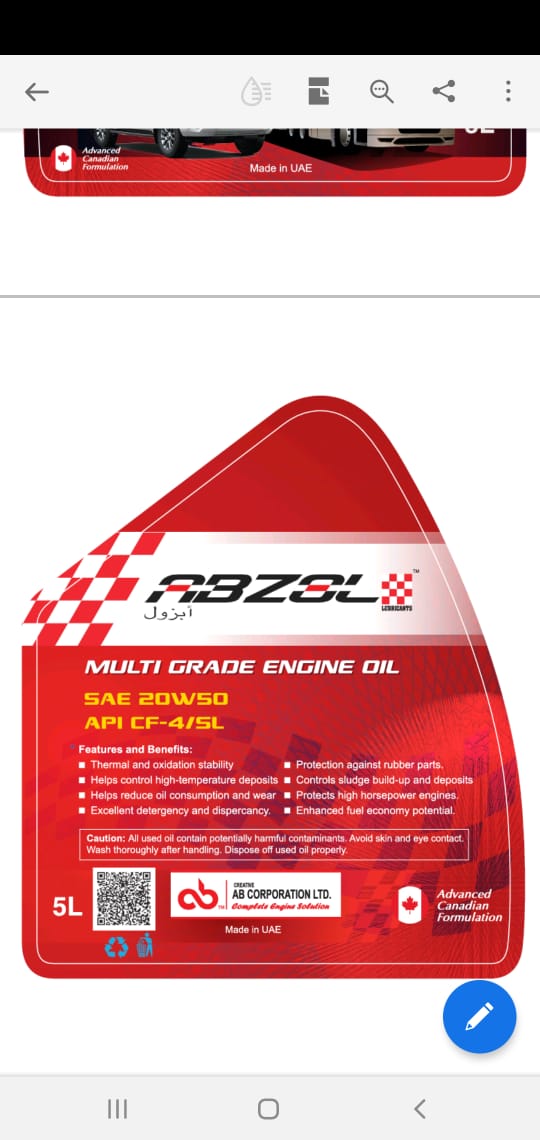 Advanced
Canadian
Formulation
Made in UAE
ABZOL
TM
LUBRICANTS
آبزول
MULTI GRADE ENGINE OIL
SAE 20W50
API CF-4/SL
Features and Benefits:
Thermal and oxidation stability
Helps control high-temperature deposits
Helps reduce oil consumption and wear
Excellent detergency and dispercancy.
Protection against rubber parts.
Controls sludge build-up and deposits
Protects high horsepower engines.
Enhanced fuel economy potential.
Caution: All used oil contain potentially harmful contaminants. Avoid skin and eye contact.
Wash thoroughly after handling. Dispose off used oil properly.
5L
ab
TM
CREATIVE
AB CORPORATION LTD.
Complete Engine Solution
Made in UAE
Advanced
Canadian
Formulation